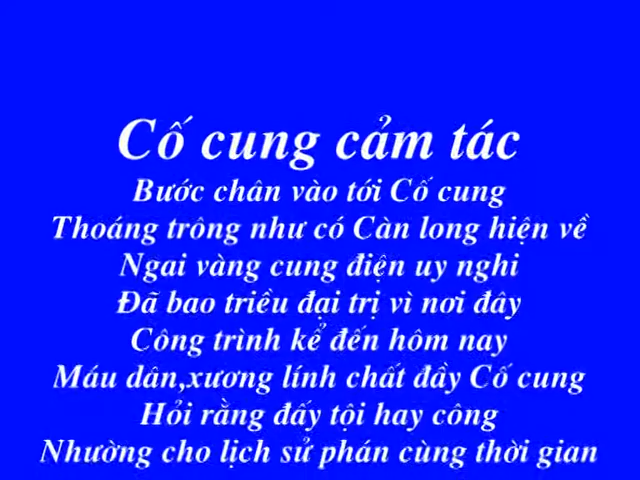 Cố cung cảm tác
Bước chân vào tới Cố cung
Thoáng trông như có Càn long hiện về
Ngai vàng cung điện uy nghi
Đã bao triều đại trị vì nơi đây
Công trình kể đến hôm nay
Máu dân,xương lính chất đầy Cố cung
Hỏi rằng đấy tội hay công
Nhường cho lịch sử phán cùng thời gian